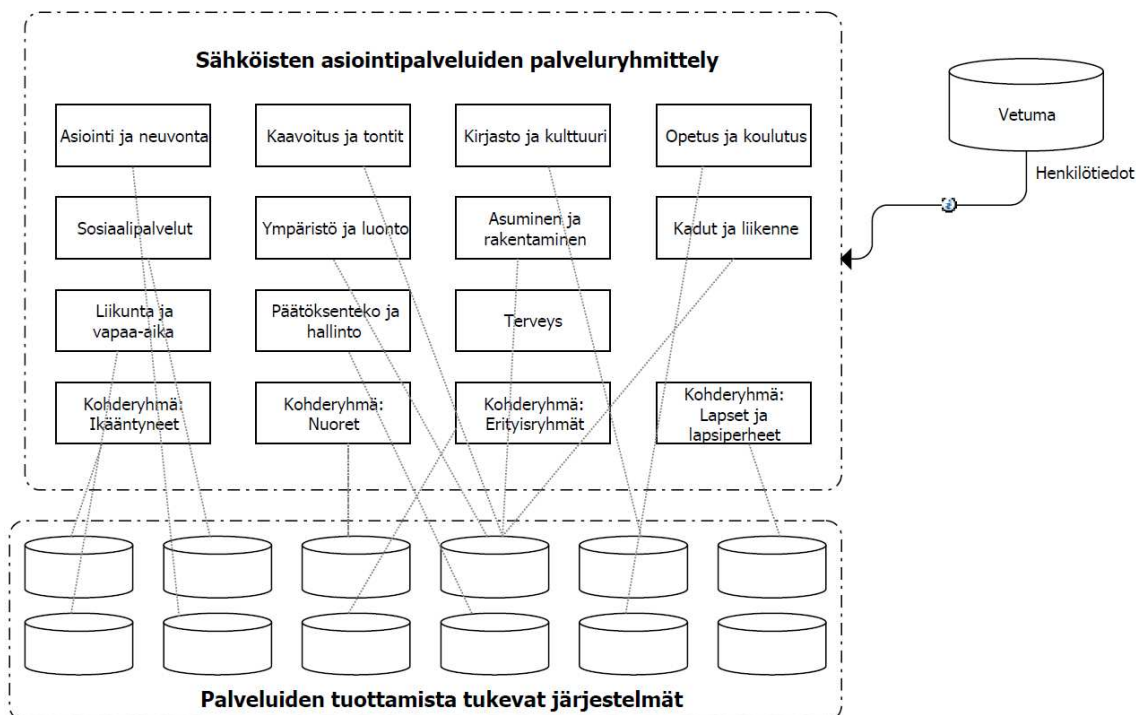 Sähköisten asiointipalveluiden palveluryhmittely
Asiointi ja neuvonta
Kaavoitus ja tontit
Kirjasto ja kulttuuri
Opetus ja koulutus
Vetuma
Henkilötiedot
Sosiaalipalvelut
Ympäristö ja luonto
Asuminen ja
rakentaminen
Kadut ja liikenne
Liikunta ja
vapaa-aika
Päätöksenteko ja
hallinto
Terveys
Kohderyhmä:
Ikääntyneet
Kohderyhmä:
Nuoret
Kohderyhmä:
Erityisryhmät
Kohderyhmä:
Lapset ja
lapsiperheet
Palveluiden tuottamista tukevat järjestelmät